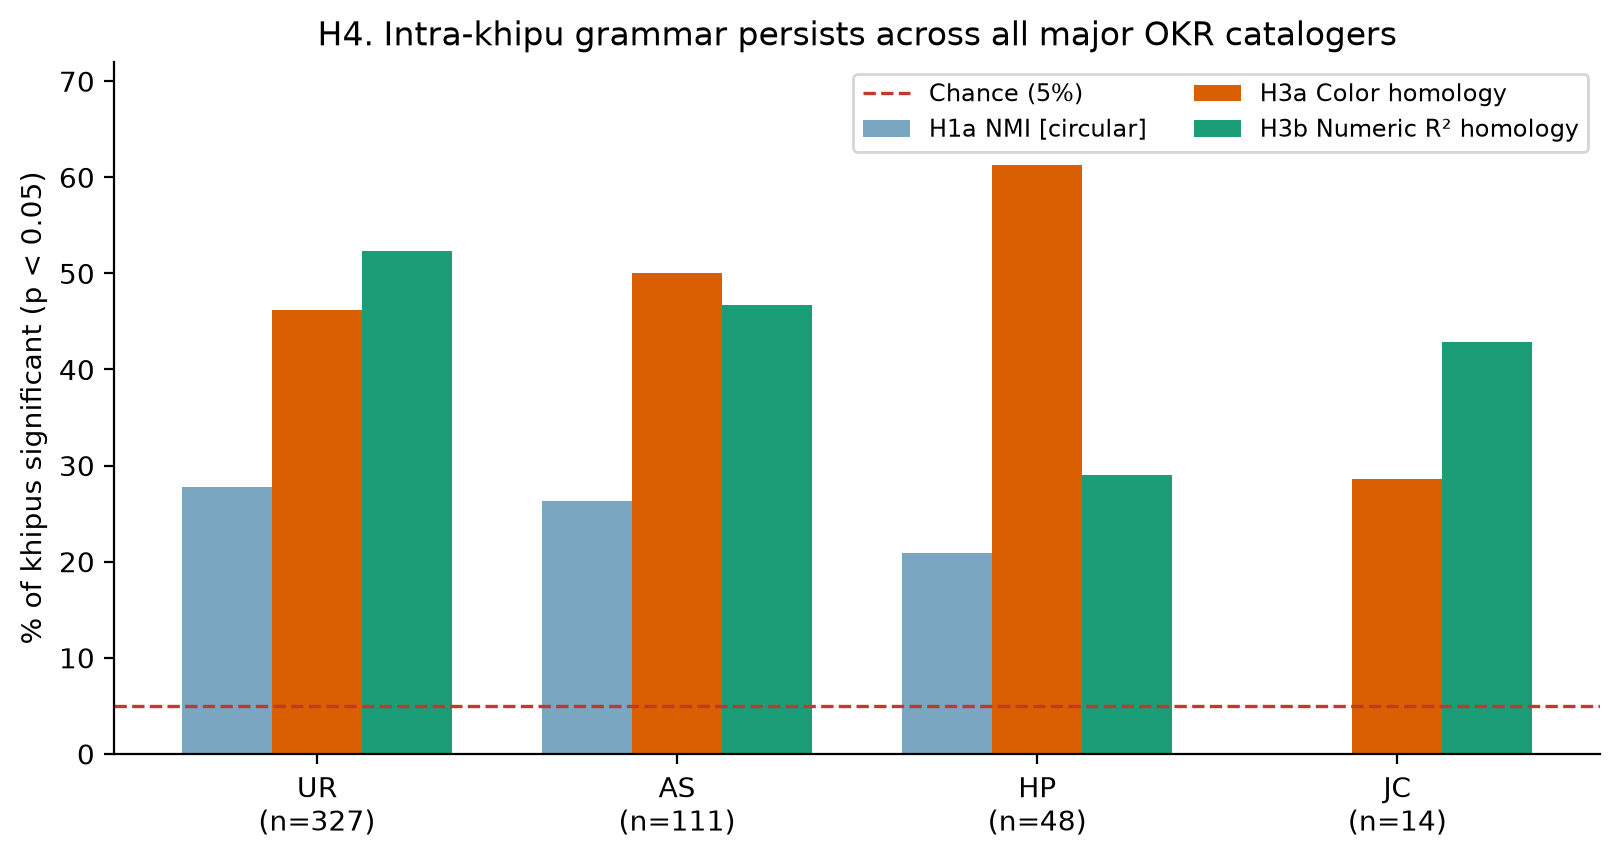 H4. Intra-khipu grammar persists across all major OKR catalogers
Chance (5%)
H1a NMI [circular]
H3a Color homology
H3b Numeric R² homology
% of khipus significant (p < 0.05)
70
60
50
40
30
20
10
0
UR
(n=327)
AS
(n=111)
HP
(n=48)
JC
(n=14)